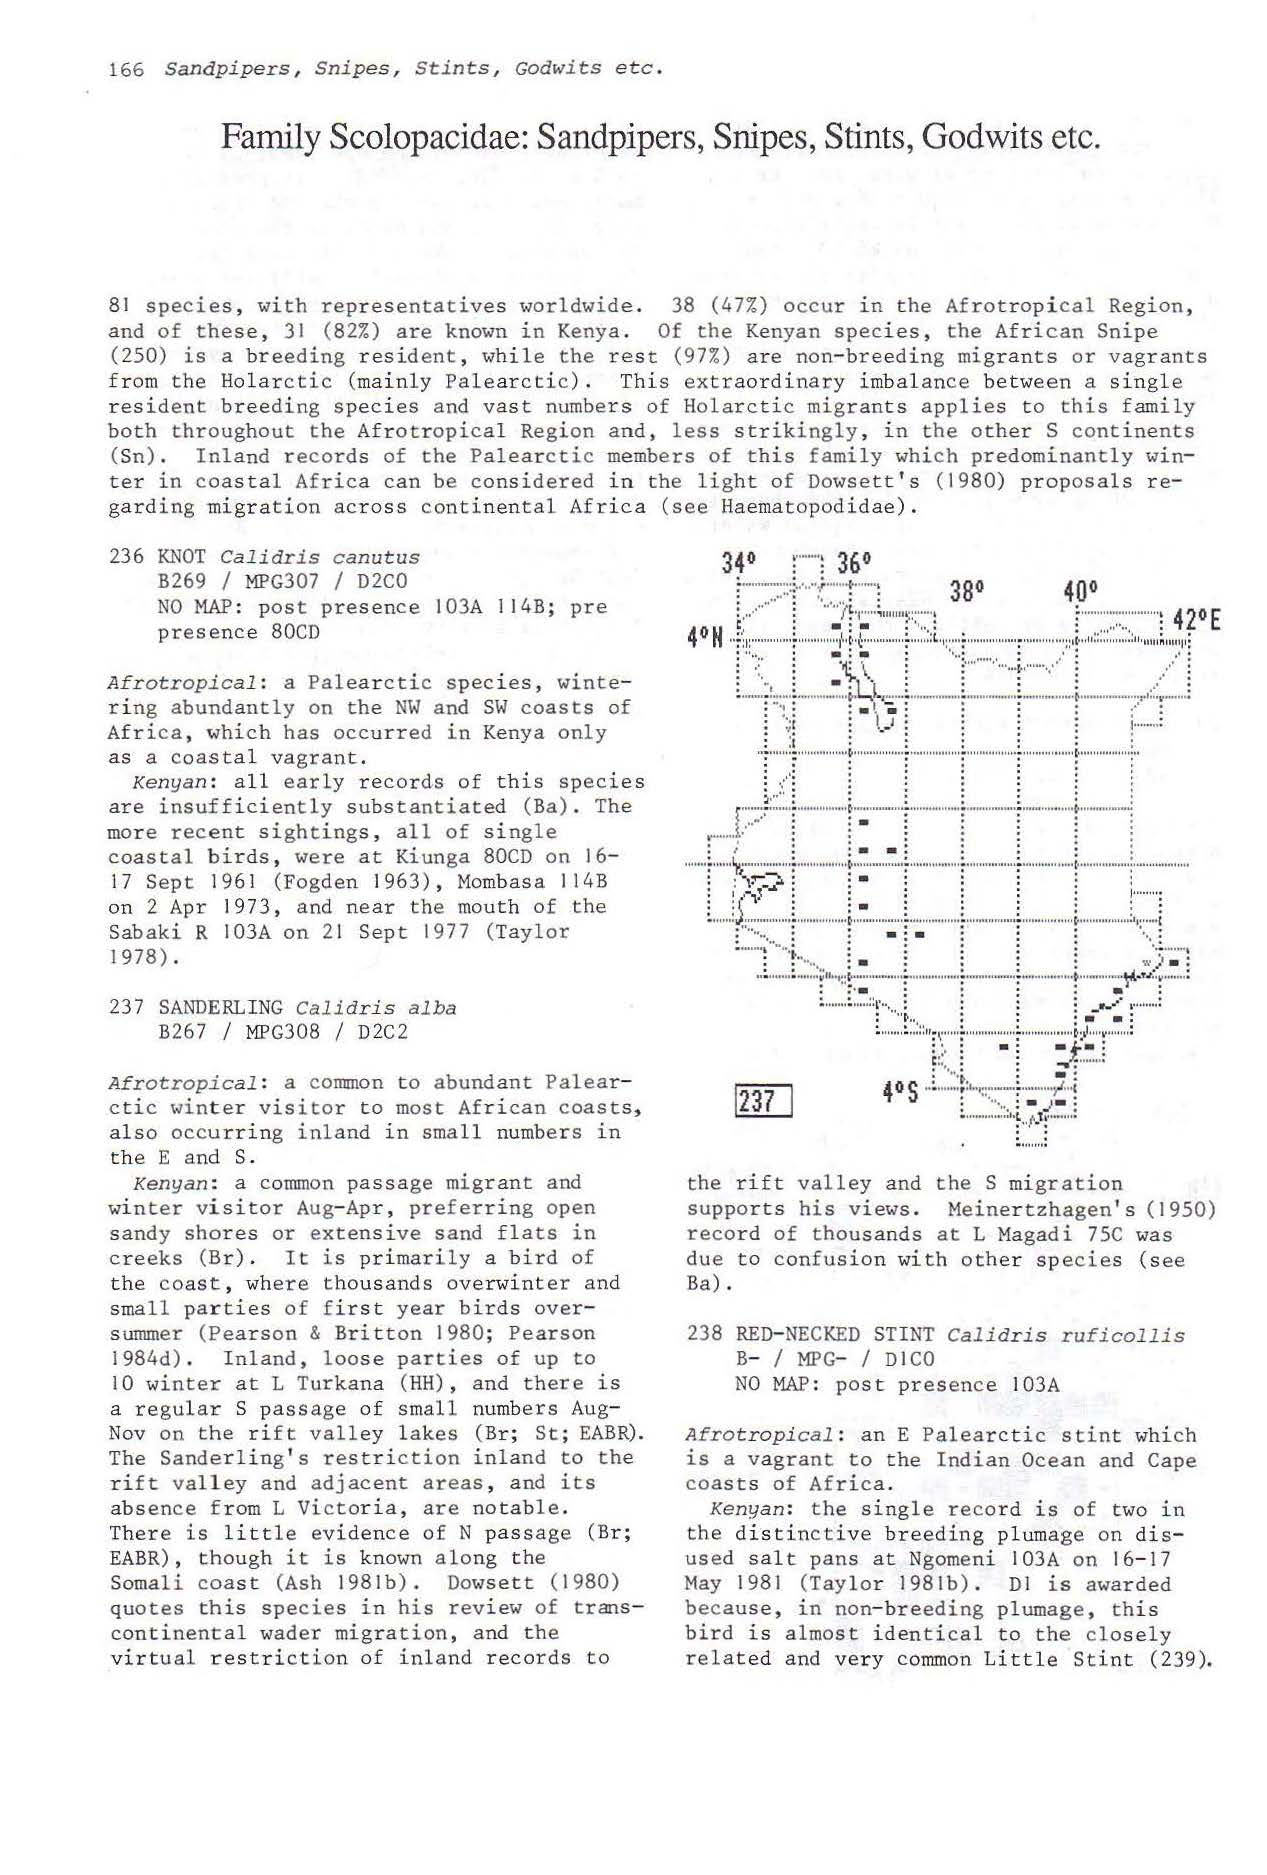 166 Sandpipers, Snipes, Stints, Godwits etc.
Family Scolopacidae: Sandpipers, Snipes, Stints, Godwits etc.
81 species, with representatives worldwide. 38 (47%) occur in the Afrotropical Region,
and of these, 31 (82%) are known in Kenya. Of the Kenyan species, the African Snipe
(250) is a breeding resident, while the rest (97%) are non-breeding migrants or vagrants
from the Holarctic (mainly Palearctic). This extraordinary imbalance between a single
resident breeding species and vast numbers of Holarctic migrants applies to this family
both throughout the Afrotropical Region and, less strikingly, in the other S continents
(Sn). Inland records of the Palearctic members of this family which predominantly win-
ter in coastal Africa can be considered in the light of Dowsett's (1980) proposals re-
garding migration across continental Africa (see Haematopodidae).
236 KNOT Calidris canutus
B269 / MPG307 / D2C0
NO MAP: post presence 103A 114B; pre
presence 80CD
Afrotropical: a Palearctic species, winte-
ring abundantly on the NW and SW coasts of
Africa, which has occurred in Kenya only
as a coastal vagrant.
Kenyan: all early records of this species
are insufficiently substantiated (Ba). The
more recent sightings, all of single
coastal birds, were at Kiunga 80CD on 16-
17 Sept 1961 (Fogden 1963), Mombasa 114B
on 2 Apr 1973, and near the mouth of the
Sabaki R 103A on 21 Sept 1977 (Taylor
1978).
237 SANDERLING Calidris alba
B267 / MPG308 / D2C2
Afrotropical: a common to abundant Palear-
ctic winter visitor to most African coasts,
also occurring inland in small numbers in
the E and S.
Kenyan: a common passage migrant and
winter visitor Aug-Apr, preferring open
sandy shores or extensive sand flats in
creeks (Br). It is primarily a bird of
the coast, where thousands overwinter and
small parties of first year birds over-
summer (Pearson & Britton 1980; Pearson
1984d). Inland, loose parties of up to
10 winter at L Turkana (HH), and there is
a regular S passage of small numbers Aug-
Nov on the rift valley lakes (Br; St; EABR).
The Sanderling's restriction inland to the
rift valley and adjacent areas, and its
absence from L Victoria, are notable.
There is little evidence of N passage (Br;
EABR), though it is known along the
Somali coast (Ash 1981b). Dowsett (1980)
quotes this species in his review of trans-
continental wader migration, and the
virtual restriction of inland records to
34º 36º
38º 40º
42ºE
4ºN
4ºS
237
the rift valley and the S migration
supports his views. Meinertzhagen's (1950)
record of thousands at L Magadi 75C was
due to confusion with other species (see
Ba).
238 RED-NECKED STINT Calidris ruficollis
B- / MPG- / D1C0
NO MAP: post presence 103A
Afrotropical: an E Palearctic stint which
is a vagrant to the Indian Ocean and Cape
coasts of Africa.
Kenyan: the single record is of two in
the distinctive breeding plumage on dis-
used salt pans at Ngomeni 103A on 16-17
May 1981 (Taylor 1981b). D1 is awarded
because, in non-breeding plumage, this
bird is almost identical to the closely
related and very common Little Stint (239).